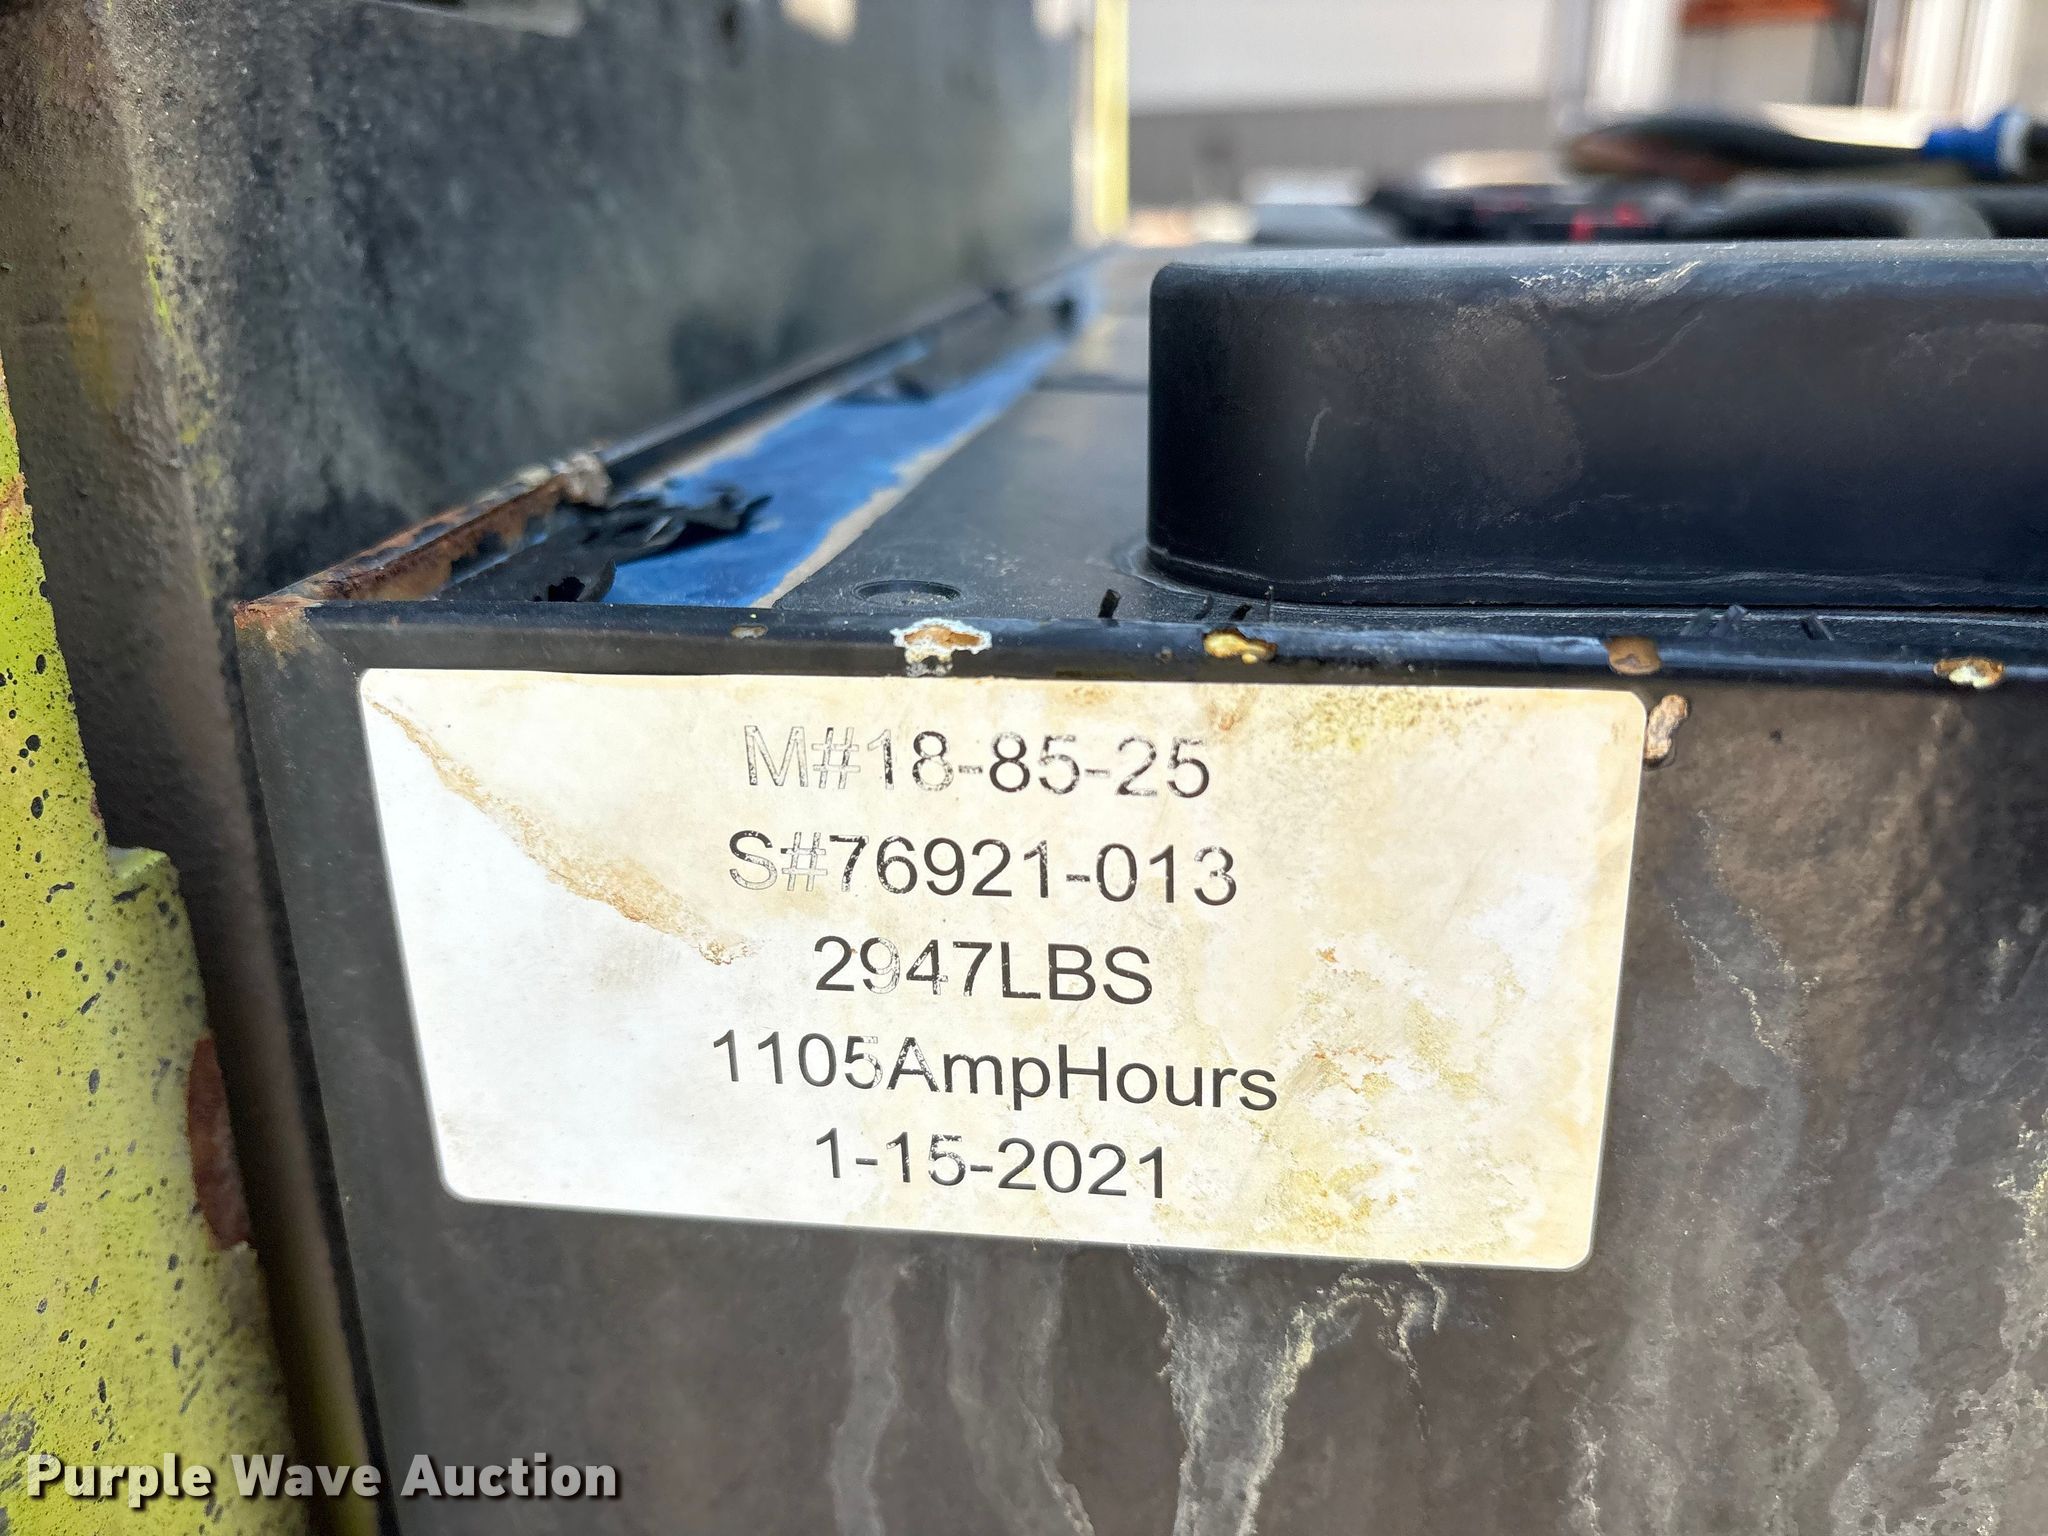 M#18-85-25
S#76921-013
2947LBS
1105AmpHours
1-15-2021
Purple Wave Auction